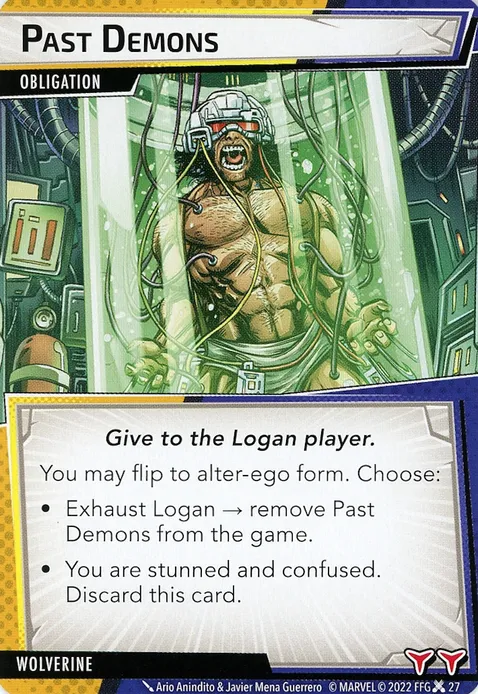 PAST DEMONS
OBLIGATION
Give to the Logan player.
You may flip to alter-ego form. Choose:
• Exhaust Logan → remove Past
Demons from the game.
• You are stunned and confused.
Discard this card.
WOLVERINE
Ario Anindito & Javier Mena Guerrero © MARVEL © 2022 FFG 27